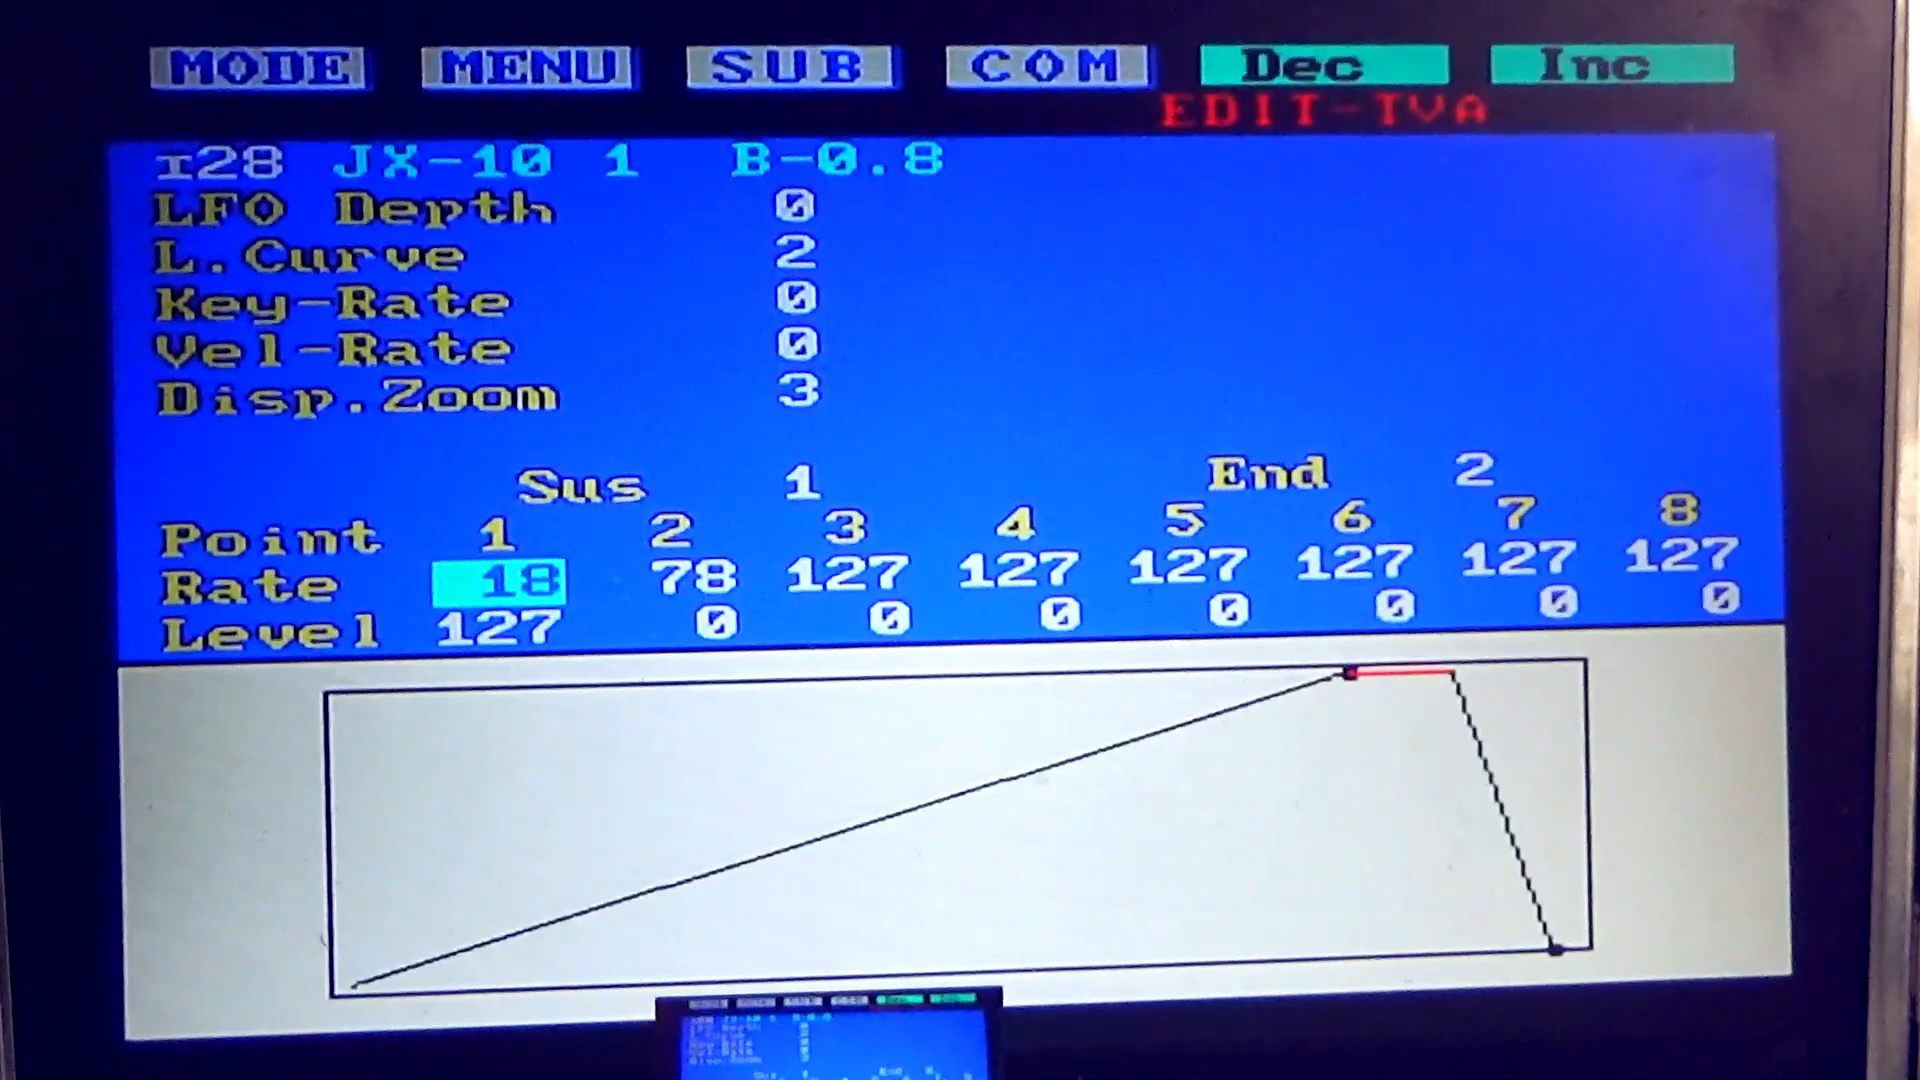 MODE MENU SUB COM Dec Inc
EDIT-TVA
I28 JX-10 1 B-0.8
LFO Depth 0
L.Curve 2
Key-Rate 0
Vel-Rate 0
Disp.Zoom 3
Sus 1 End 2
Point 1 2 3 4 5 6 7 8
Rate 18 78 127 127 127 127 127 127
Level 127 0 0 0 0 0 0 0